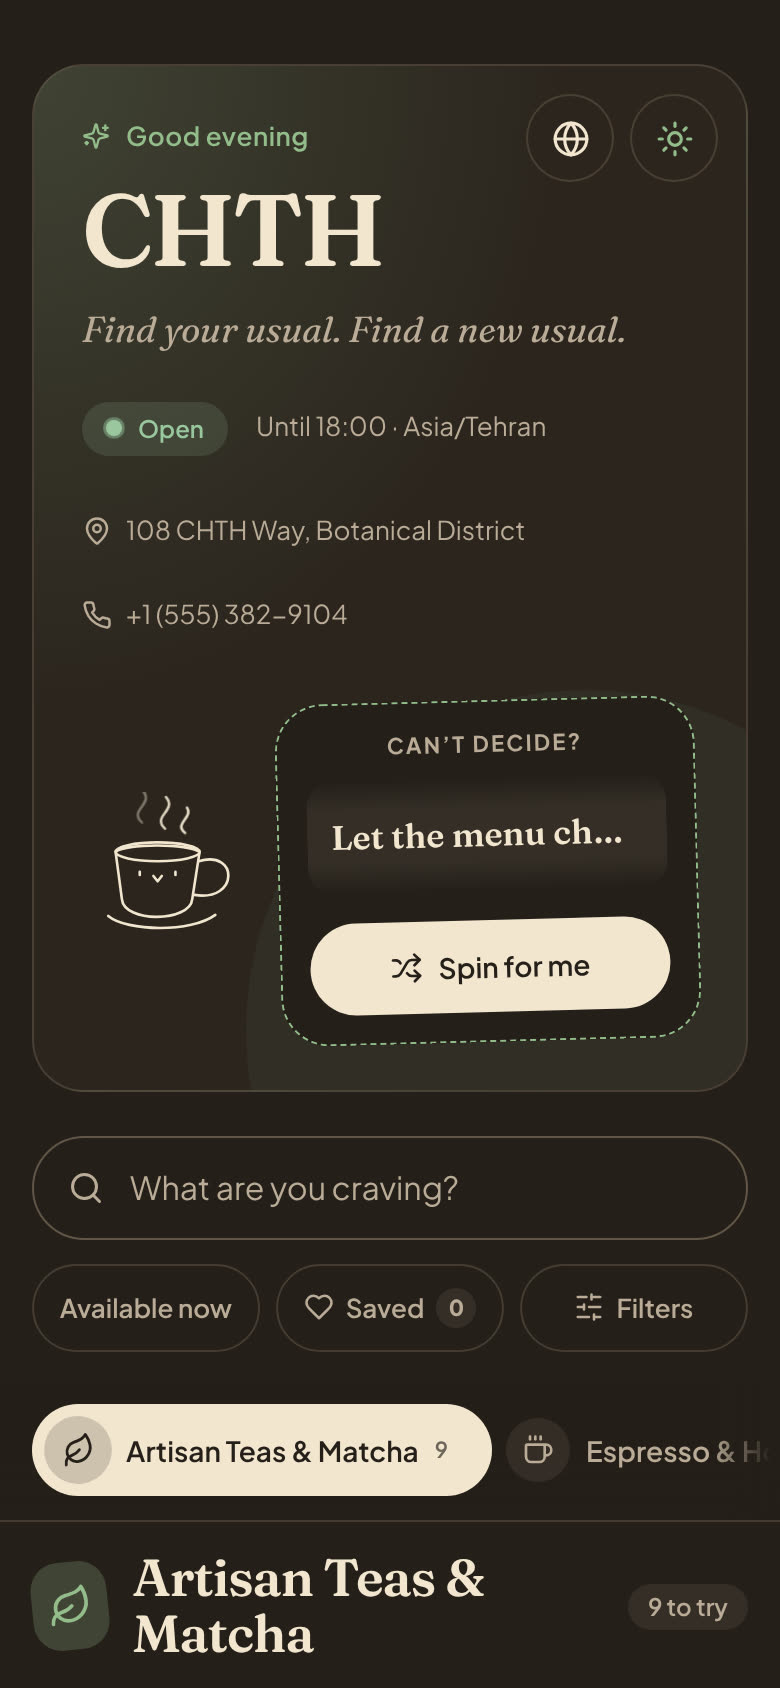 Good evening
CHTH
Find your usual. Find a new usual.
Open
Until 18:00 · Asia/Tehran
108 CHTH Way, Botanical District
+1 (555) 382–9104
CAN’T DECIDE?
Let the menu ch...
Spin for me
What are you craving?
Available now
Saved 0
Filters
Artisan Teas & Matcha 9
Espresso &
Artisan Teas &
Matcha
9 to try